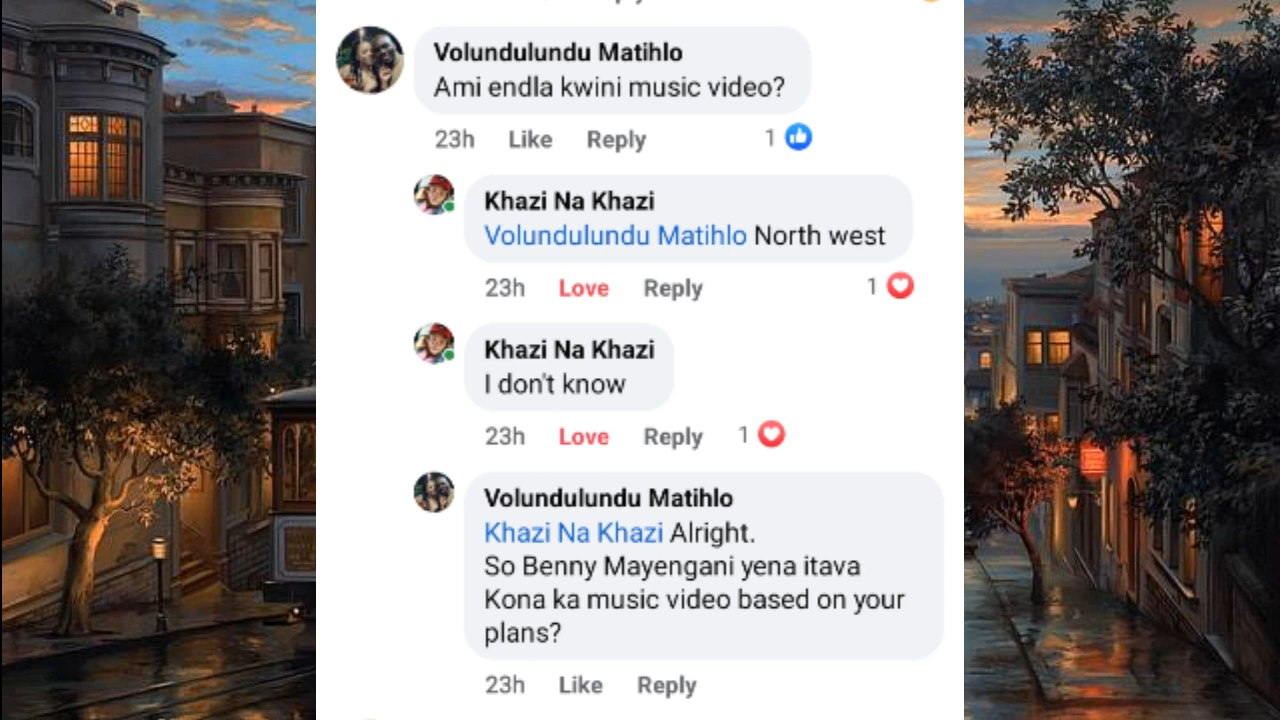 Volundulundu Matihlo
Ami endla kwini music video?
23h Like Reply 1
Khazi Na Khazi
Volundulundu Matihlo North west
23h Love Reply 1
Khazi Na Khazi
I don't know
23h Love Reply 1
Volundulundu Matihlo
Khazi Na Khazi Alright.
So Benny Mayengani yena itava
Kona ka music video based on your
plans?
23h Like Reply